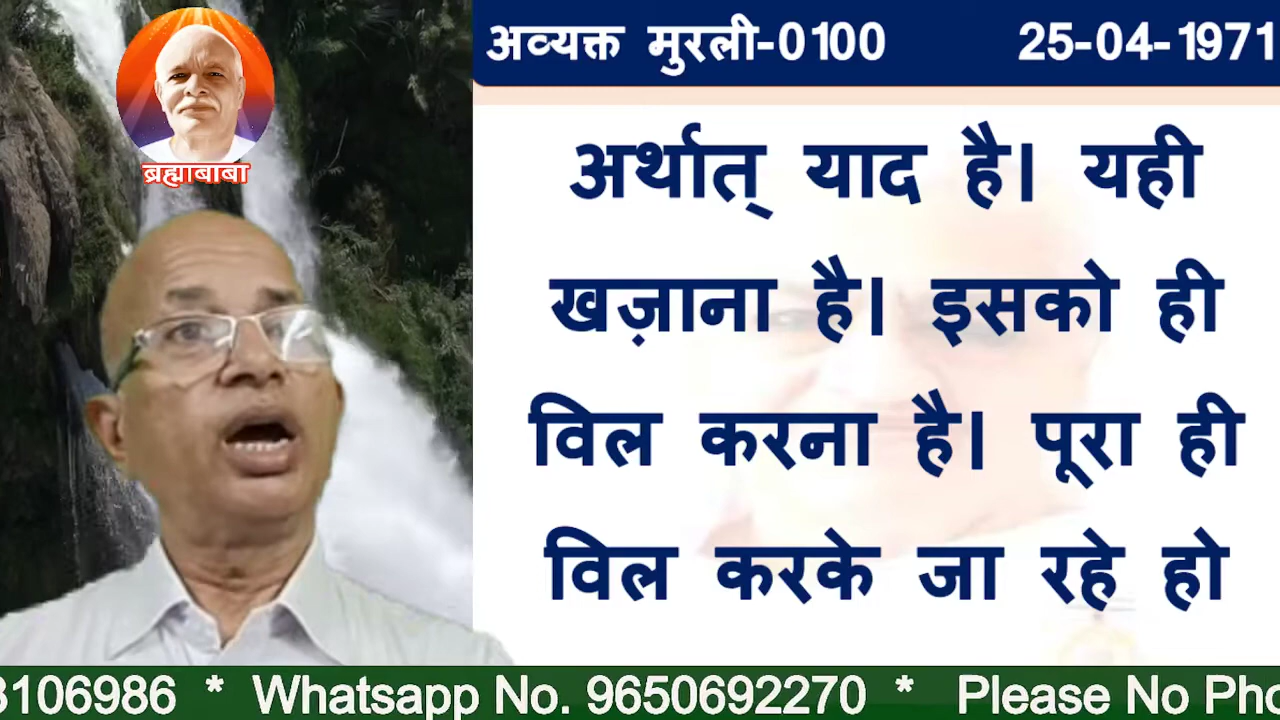 अव्यक्त मुरली-0100 25-04-1971
ब्रह्माबाबा
अर्थात् याद है। यही
खज़ाना है। इसको ही
विल करना है। पूरा ही
विल करके जा रहे हो
3106986 * Whatsapp No. 9650692270 * Please No Pho